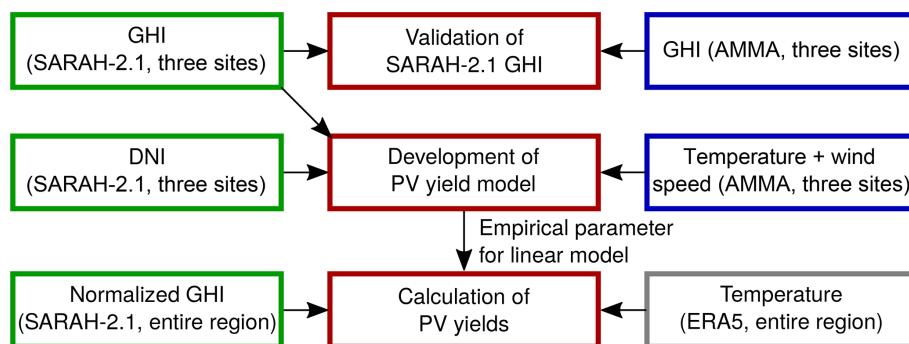 GHI
(SARAH-2.1, three sites)
Validation of
SARAH-2.1 GHI
GHI (AMMA, three sites)
DNI
(SARAH-2.1, three sites)
Development of
PV yield model
Temperature + wind
speed (AMMA, three sites)
Empirical parameter
for linear model
Normalized GHI
(SARAH-2.1, entire region)
Calculation of
PV yields
Temperature
(ERA5, entire region)